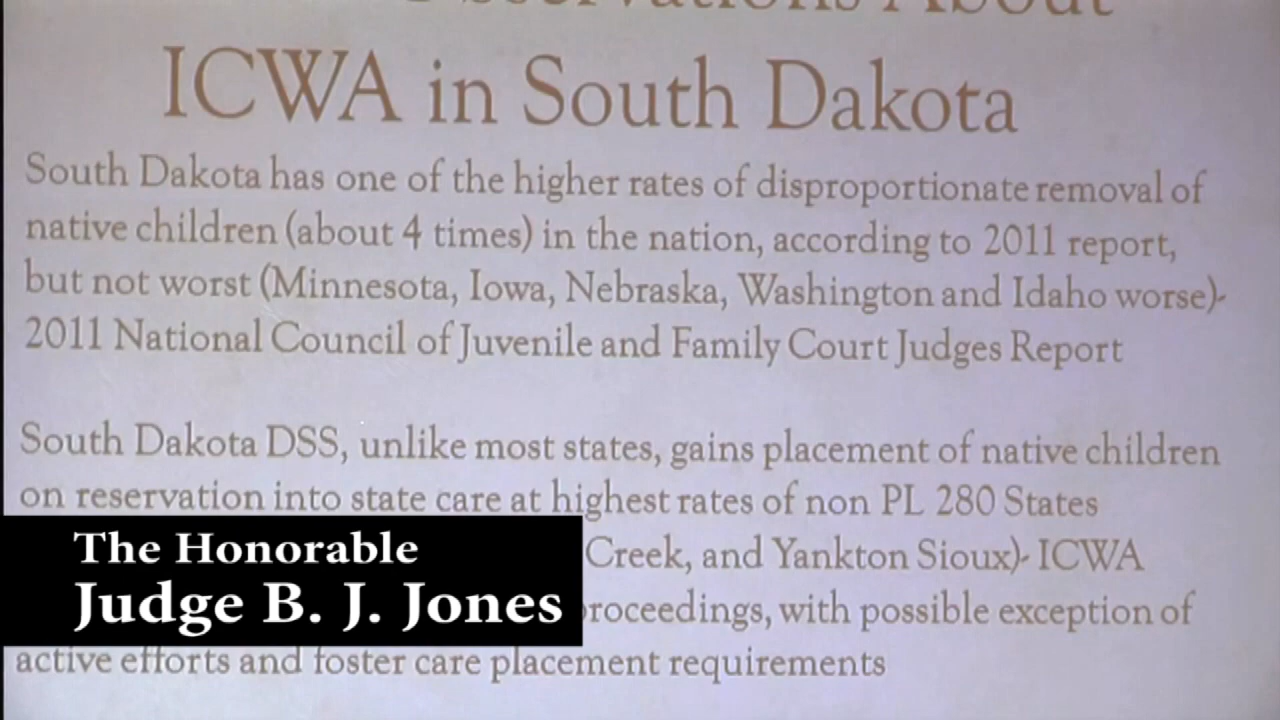 About
ICWA in South Dakota
South Dakota has one of the higher rates of disproportionate removal of
native children (about 4 times) in the nation, according to 2011 report,
but not worst (Minnesota, Iowa, Nebraska, Washington and Idaho worse)-
2011 National Council of Juvenile and Family Court Judges Report
South Dakota DSS, unlike most states, gains placement of native children
on reservation into state care at highest rates of non PL 280 States
Creek, and Yankton Sioux)- ICWA
proceedings, with possible exception of
active efforts and foster care placement requirements
The Honorable
Judge B. J. Jones